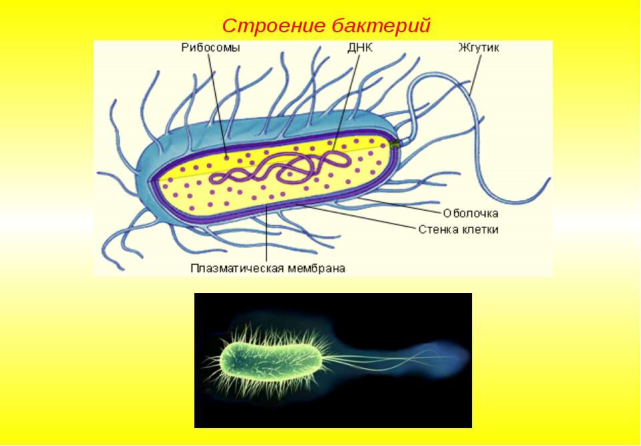 Строение бактерий
Рибосомы ДНК Жгутик
Оболочка
Стенка клетки
Плазматическая мембрана